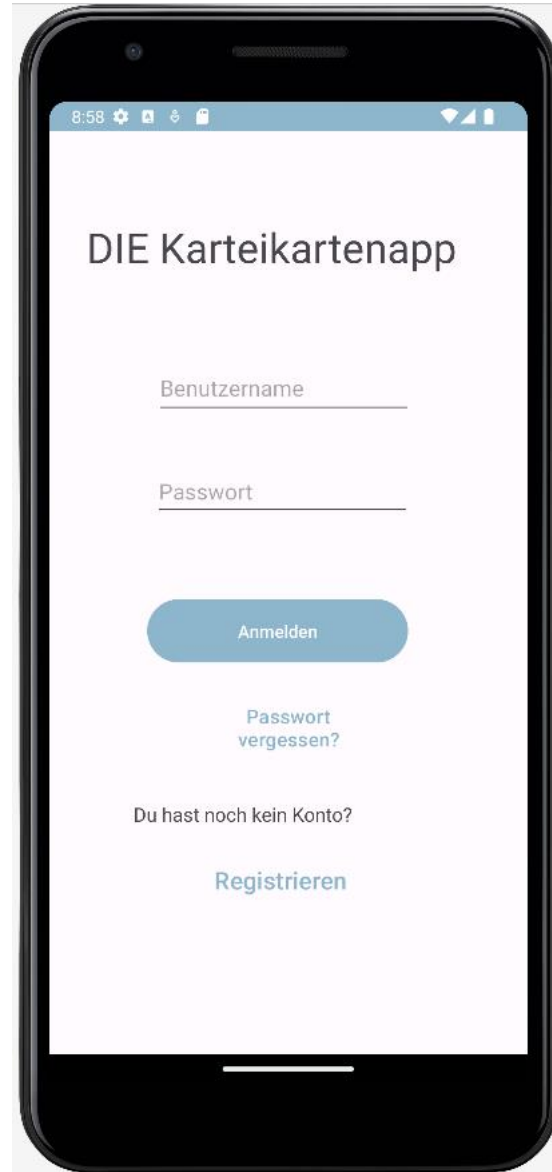 8:58
DIE Karteikartenapp
Benutzername
Passwort
Anmelden
Passwort
vergessen?
Du hast noch kein Konto?
Registrieren